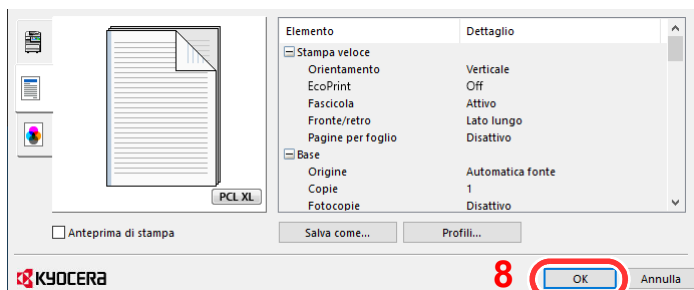 Elemento Dettaglio
Stampa veloce
Orientamento Verticale
EcoPrint Off
Fascicola Attivo
Fronte/retro Lato lungo
Pagine per foglio Disattivo
Base
Origine Automatica fonte
Copie 1
Fotocopie Disattivo
PCL XL
Anteprima di stampa Salva come... Profili...
KYOCERA 8 OK Annulla